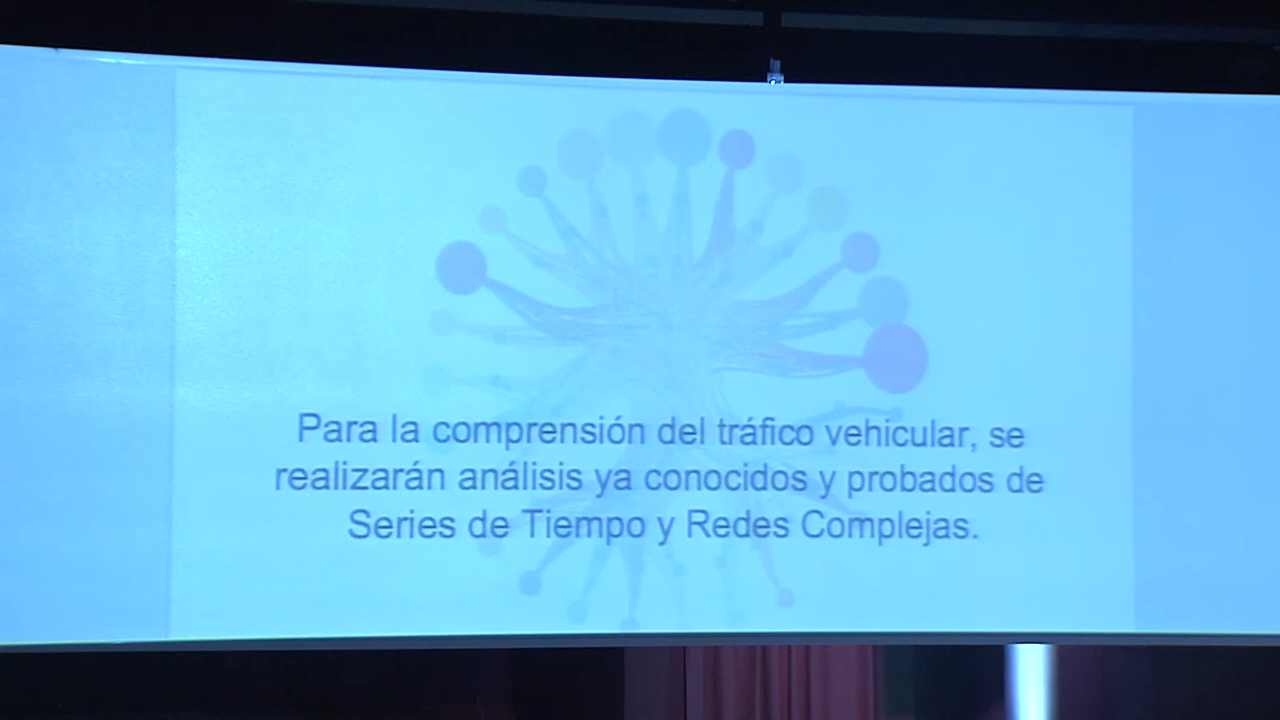 Para la comprensión del tráfico vehicular, se
realizarán análisis ya conocidos y probados de
Series de Tiempo y Redes Complejas.